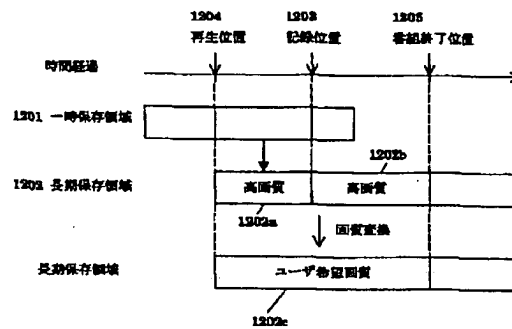 1204 1203 1205
再生位置 記録位置 番組終了位置
時間経過
1201 一時保存領域
1202b
1202 長期保存領域 高画質 高画質
1202a
画質変換
長期保存領域 ユーザ希望画質
1202c